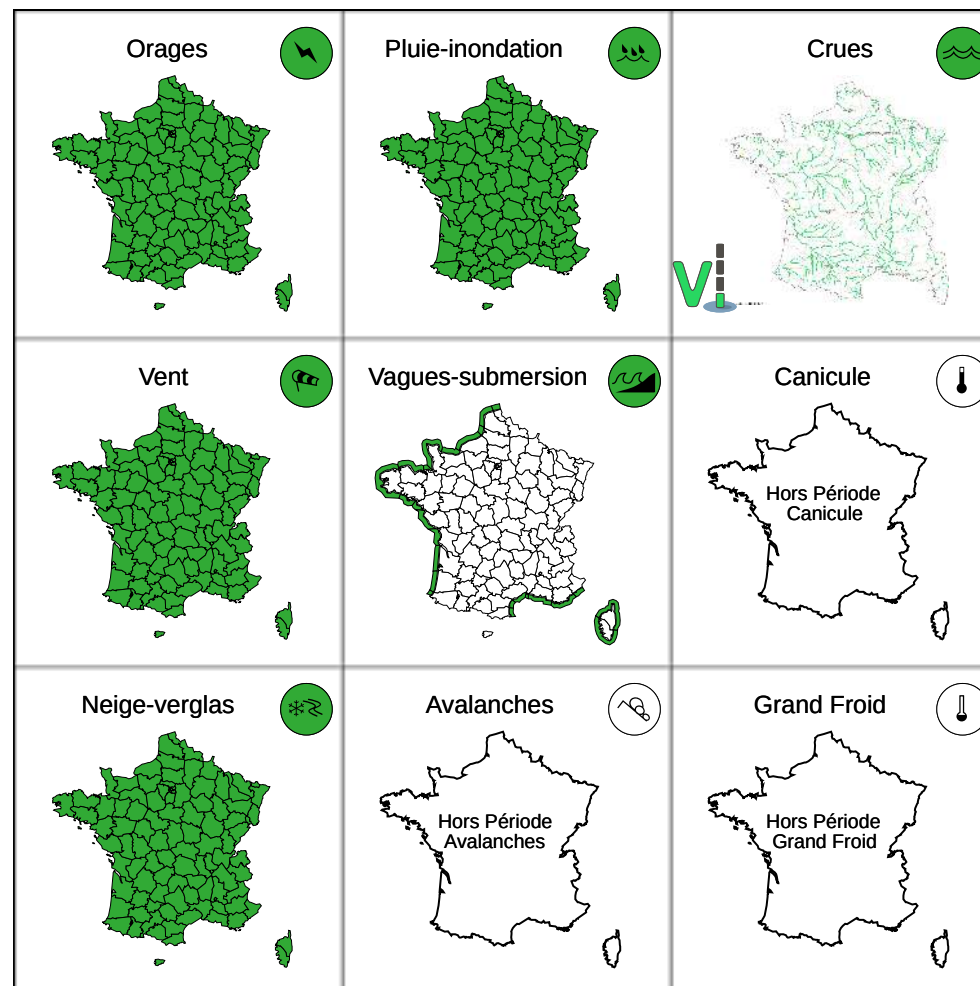 Orages
Pluie-inondation
Crues
Vi
Vent
Vagues-submersion
Canicule
Hors Période
Canicule
Neige-verglas
Avalanches
Grand Froid
Hors Période
Avalanches
Hors Période
Grand Froid